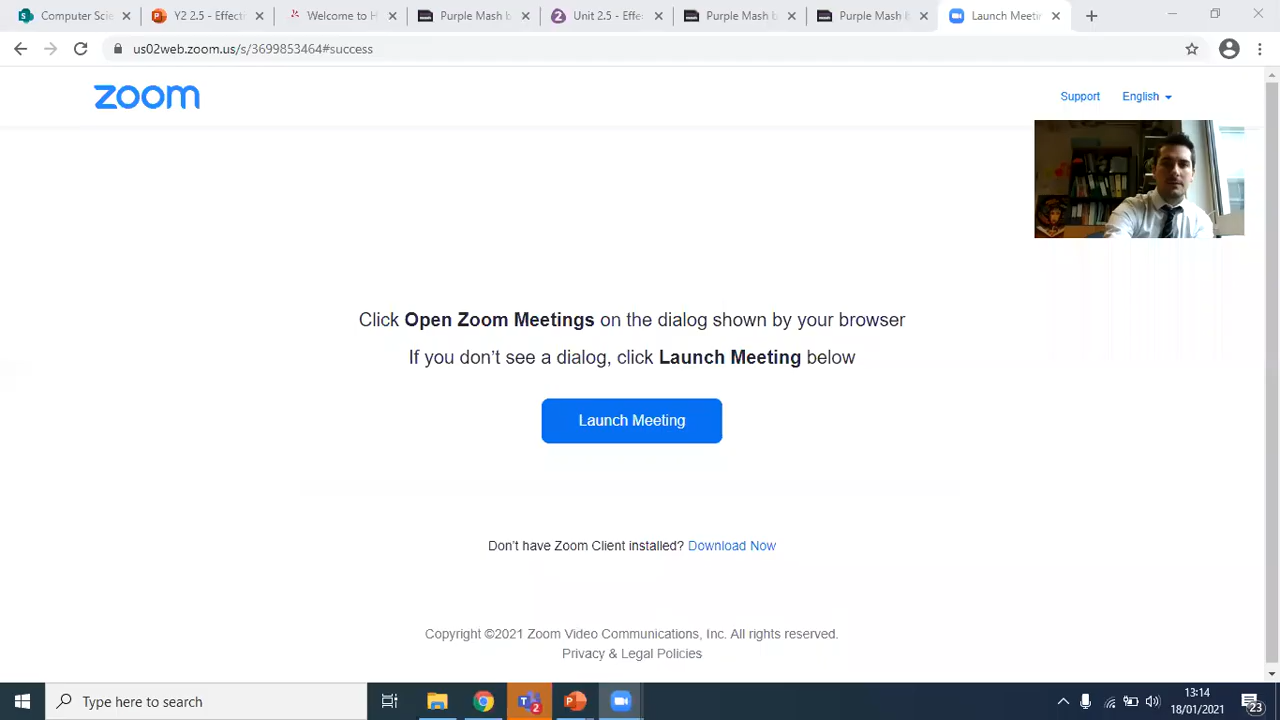 Computer Scien
Y2 2.5 - Effect
Welcome to H
Purple Mash b
Unit 2.5 - Effe
Purple Mash b
Purple Mash b
Launch Meetin
us02web.zoom.us/s/3699853464#success
zoom
Support
English
Click Open Zoom Meetings on the dialog shown by your browser
If you don’t see a dialog, click Launch Meeting below
Launch Meeting
Don’t have Zoom Client installed? Download Now
Copyright ©2021 Zoom Video Communications, Inc. All rights reserved.
Privacy & Legal Policies
Type here to search
2
13:14
18/01/2021
23